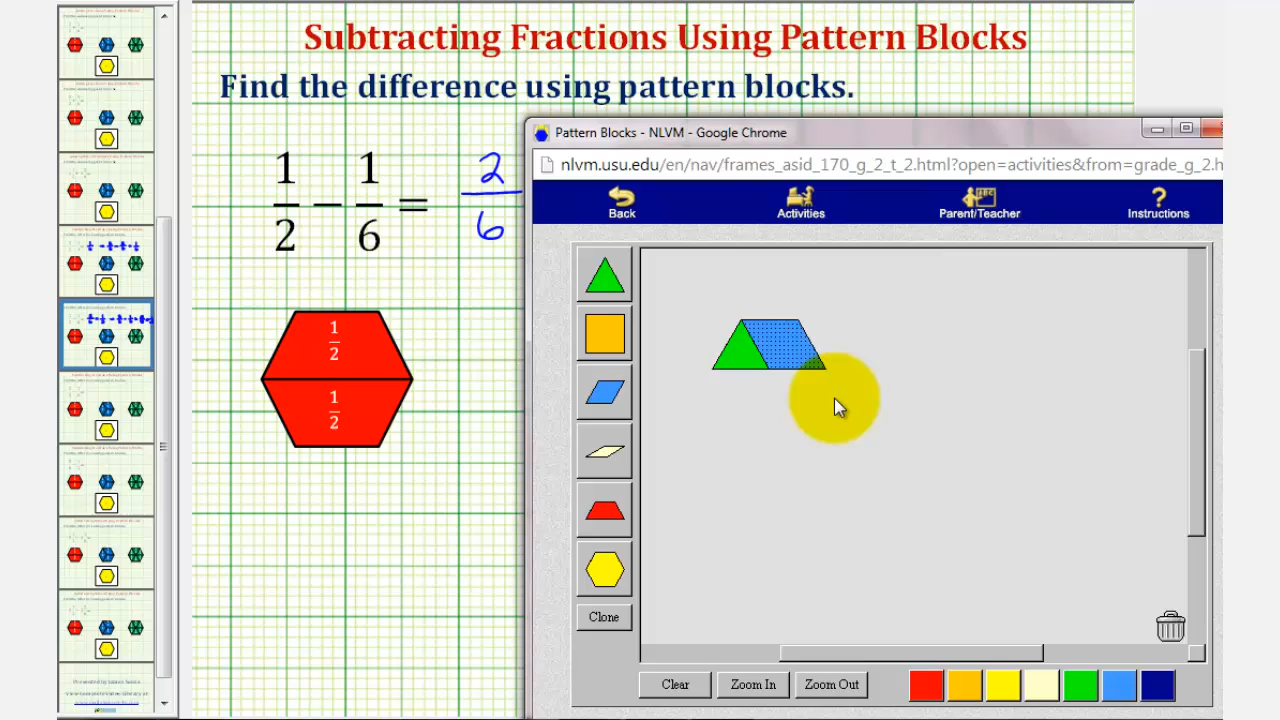 Subtracting Fractions Using Pattern Blocks
Find the difference using pattern blocks.
1/2 − 1/6 = 2/6
1/2
1/2
Pattern Blocks - NLVM - Google Chrome
nlvm.usu.edu/en/nav/frames_asid_170_g_2_t_2.html?open=activities&from=grade_g_2.h
Back
Activities
ABC
Parent/Teacher
?
Instructions
Clone
Clear
Zoom In
Zoom Out